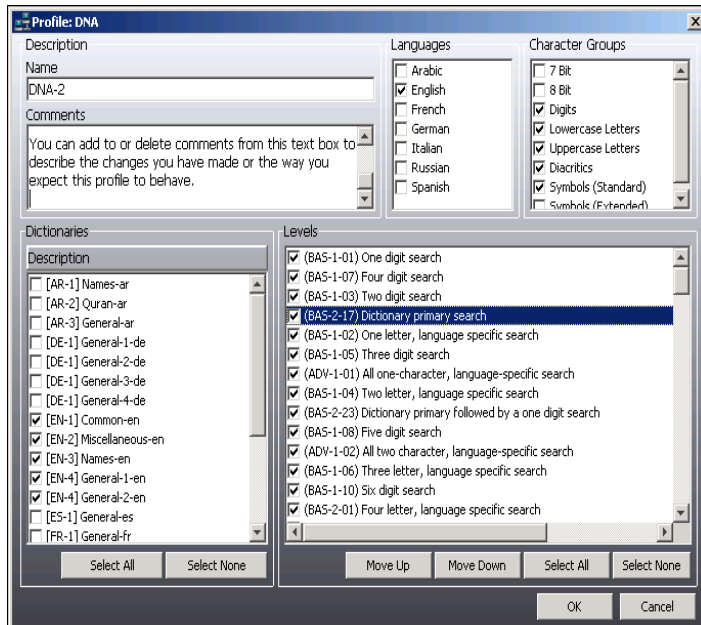 Profile: DNA
Description
Name
DNA-2
Comments
You can add to or delete comments from this text box to
describe the changes you have made or the way you
expect this profile to behave.
Languages
Arabic
English
French
German
Italian
Russian
Spanish
Character Groups
7 Bit
8 Bit
Digits
Lowercase Letters
Uppercase Letters
Diacritics
Symbols (Standard)
Symbols (Extended)
Dictionaries
Description
[AR-1] Names-ar
[AR-2] Quran-ar
[AR-3] General-ar
[DE-1] General-1-de
[DE-1] General-2-de
[DE-1] General-3-de
[DE-1] General-4-de
[EN-1] Common-en
[EN-2] Miscellaneous-en
[EN-3] Names-en
[EN-4] General-1-en
[EN-4] General-2-en
[ES-1] General-es
[FR-1] General-fr
Select All Select None
Levels
(BAS-1-01) One digit search
(BAS-1-07) Four digit search
(BAS-1-03) Two digit search
(BAS-2-17) Dictionary primary search
(BAS-1-02) One letter, language specific search
(BAS-1-05) Three digit search
(ADV-1-01) All one-character, language-specific search
(BAS-1-04) Two letter, language specific search
(BAS-2-23) Dictionary primary followed by a one digit search
(BAS-1-08) Five digit search
(ADV-1-02) All two character, language-specific search
(BAS-1-06) Three letter, language specific search
(BAS-1-10) Six digit search
(BAS-2-01) Four letter, language specific search
Move Up Move Down Select All Select None
OK Cancel